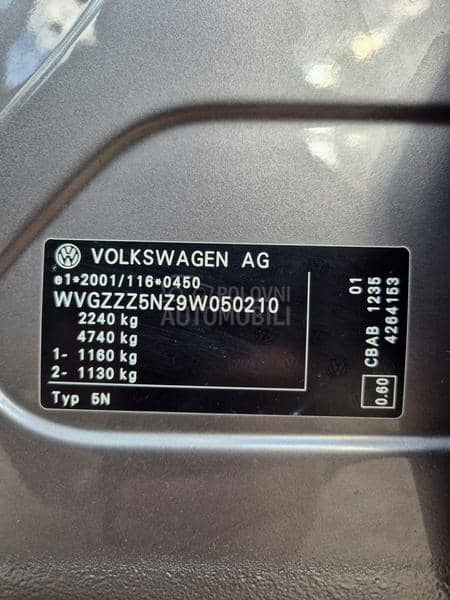 VOLKSWAGEN AG
e1*2001/116*0450
WVGZZZ5NZ9W050210
2240 kg
4740 kg
1- 1160 kg
2- 1130 kg
Typ 5N
01
CBAB 1235
4264153
0.60
POLOVNI
AUTOMOBILI